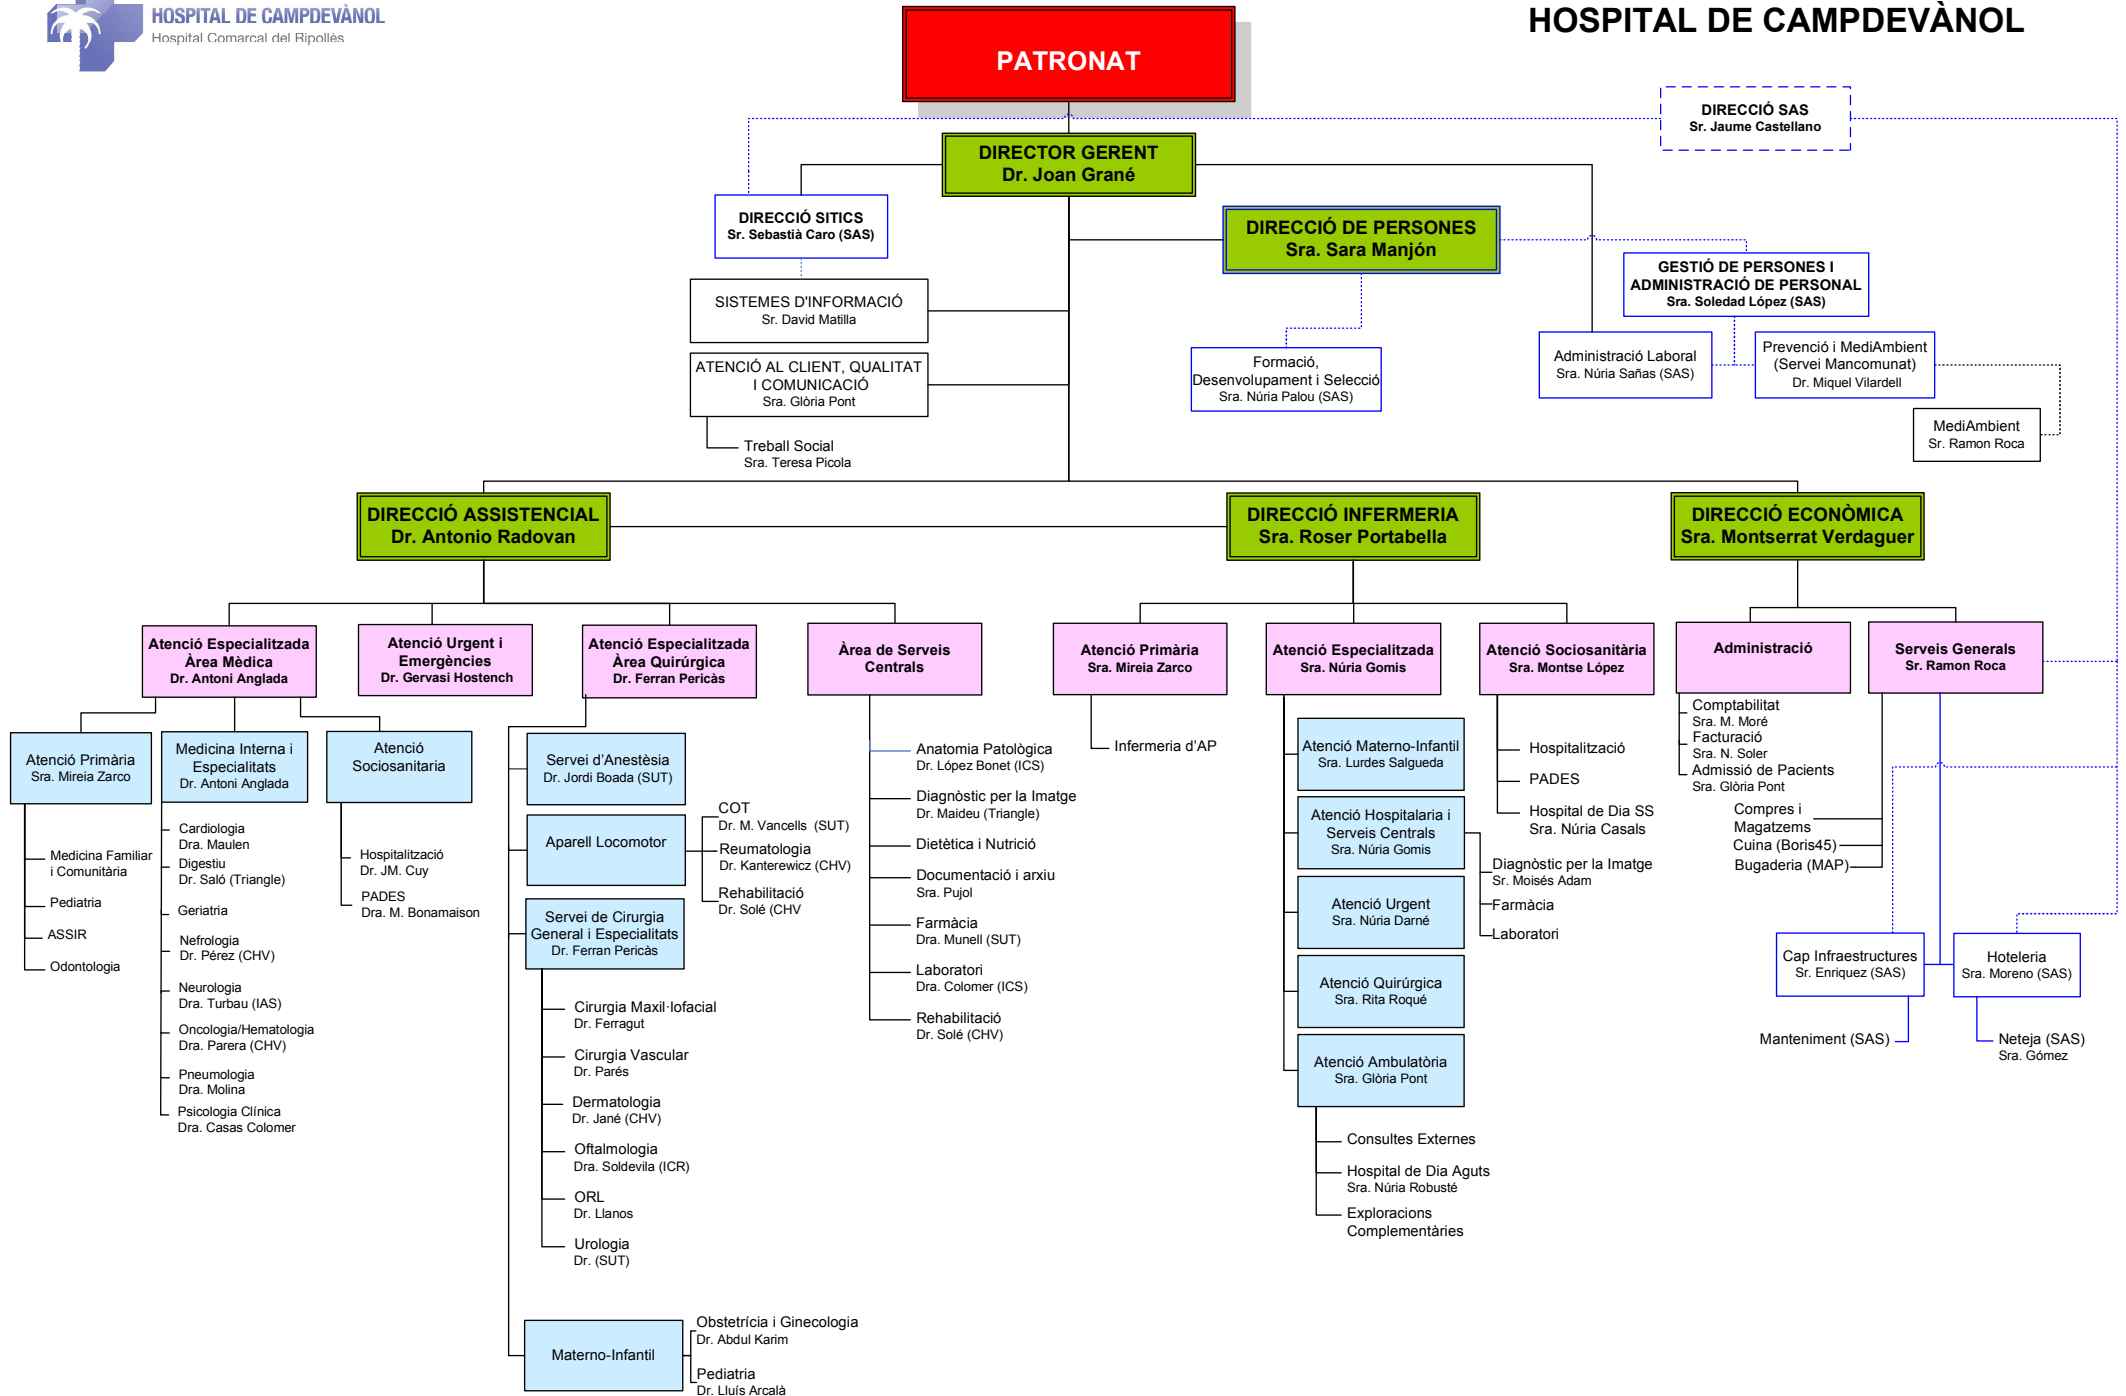 HOSPITAL DE CAMPDEVÀNOL
Hospital Comarcal del Ripollès
HOSPITAL DE CAMPDEVÀNOL
PATRONAT
DIRECCIÓ SAS
Sr. Jaume Castellano
DIRECTOR GERENT
Dr. Joan Grané
DIRECCIÓ SITICS
Sr. Sebastià Caro (SAS)
DIRECCIÓ DE PERSONES
Sra. Sara Manjón
GESTIÓ DE PERSONES I
ADMINISTRACIÓ DE PERSONAL
Sra. Soledad López (SAS)
SISTEMES D'INFORMACIÓ
Sr. David Matilla
ATENCIÓ AL CLIENT, QUALITAT
I COMUNICACIÓ
Sra. Glòria Pont
Treball Social
Sra. Teresa Picola
Formació,
Desenvolupament i Selecció
Sra. Núria Palou (SAS)
Administració Laboral
Sra. Núria Sañas (SAS)
Prevenció i MediAmbient
(Servei Mancomunat)
Dr. Miquel Vilardell
MediAmbient
Sr. Ramon Roca
DIRECCIÓ ASSISTENCIAL
Dr. Antonio Radovan
DIRECCIÓ INFERMERIA
Sra. Roser Portabella
DIRECCIÓ ECONÒMICA
Sra. Montserrat Verdaguer
Atenció Especialitzada
Àrea Mèdica
Dr. Antoni Anglada
Atenció Urgent i
Emergències
Dr. Gervasi Hostench
Atenció Especialitzada
Àrea Quirúrgica
Dr. Ferran Pericàs
Àrea de Serveis
Centrals
Atenció Primària
Sra. Mireia Zarco
Atenció Especialitzada
Sra. Núria Gomis
Atenció Sociosanitària
Sra. Montse López
Administració
Serveis Generals
Sr. Ramon Roca
Atenció Primària
Sra. Mireia Zarco
Medicina Familiar
i Comunitària
Pediatria
ASSIR
Odontologia
Medicina Interna i
Especialitats
Dr. Antoni Anglada
Cardiologia
Dra. Maulen
Digestiu
Dr. Saló (Triangle)
Geriatria
Nefrologia
Dr. Pérez (CHV)
Neurologia
Dra. Turbau (IAS)
Oncologia/Hematologia
Dra. Parera (CHV)
Pneumologia
Dra. Molina
Psicologia Clínica
Dra. Casas Colomer
Atenció
Sociosanitaria
Hospitalització
Dr. JM. Cuy
PADES
Dra. M. Bonamaison
Servei d'Anestèsia
Dr. Jordi Boada (SUT)
Aparell Locomotor
COT
Dr. M. Vancells (SUT)
Reumatologia
Dr. Kanterewicz (CHV)
Rehabilitació
Dr. Solé (CHV
Servei de Cirurgia
General i Especialitats
Dr. Ferran Pericàs
Cirurgia Maxil·lofacial
Dr. Ferragut
Cirurgia Vascular
Dr. Parés
Dermatologia
Dr. Jané (CHV)
Oftalmologia
Dra. Soldevila (ICR)
ORL
Dr. Llanos
Urologia
Dr. (SUT)
Materno-Infantil
Obstetrícia i Ginecologia
Dr. Abdul Karim
Pediatria
Dr. Lluís Arcalà
Anatomia Patològica
Dr. López Bonet (ICS)
Diagnòstic per la Imatge
Dr. Maideu (Triangle)
Dietètica i Nutrició
Documentació i arxiu
Sra. Pujol
Farmàcia
Dra. Munell (SUT)
Laboratori
Dra. Colomer (ICS)
Rehabilitació
Dr. Solé (CHV)
Infermeria d'AP
Atenció Materno-Infantil
Sra. Lurdes Salgueda
Atenció Hospitalaria i
Serveis Centrals
Sra. Núria Gomis
Diagnòstic per la Imatge
Sr. Moisés Adam
Farmàcia
Laboratori
Atenció Urgent
Sra. Núria Darné
Atenció Quirúrgica
Sra. Rita Roqué
Atenció Ambulatòria
Sra. Glòria Pont
Consultes Externes
Hospital de Dia Aguts
Sra. Núria Robusté
Exploracions
Complementàries
Hospitalització
PADES
Hospital de Dia SS
Sra. Núria Casals
Comptabilitat
Sra. M. Moré
Facturació
Sra. N. Soler
Admissió de Pacients
Sra. Glòria Pont
Compres i
Magatzems
Cuina (Boris45)
Bugaderia (MAP)
Cap Infraestructures
Sr. Enriquez (SAS)
Hoteleria
Sra. Moreno (SAS)
Manteniment (SAS)
Neteja (SAS)
Sra. Gómez